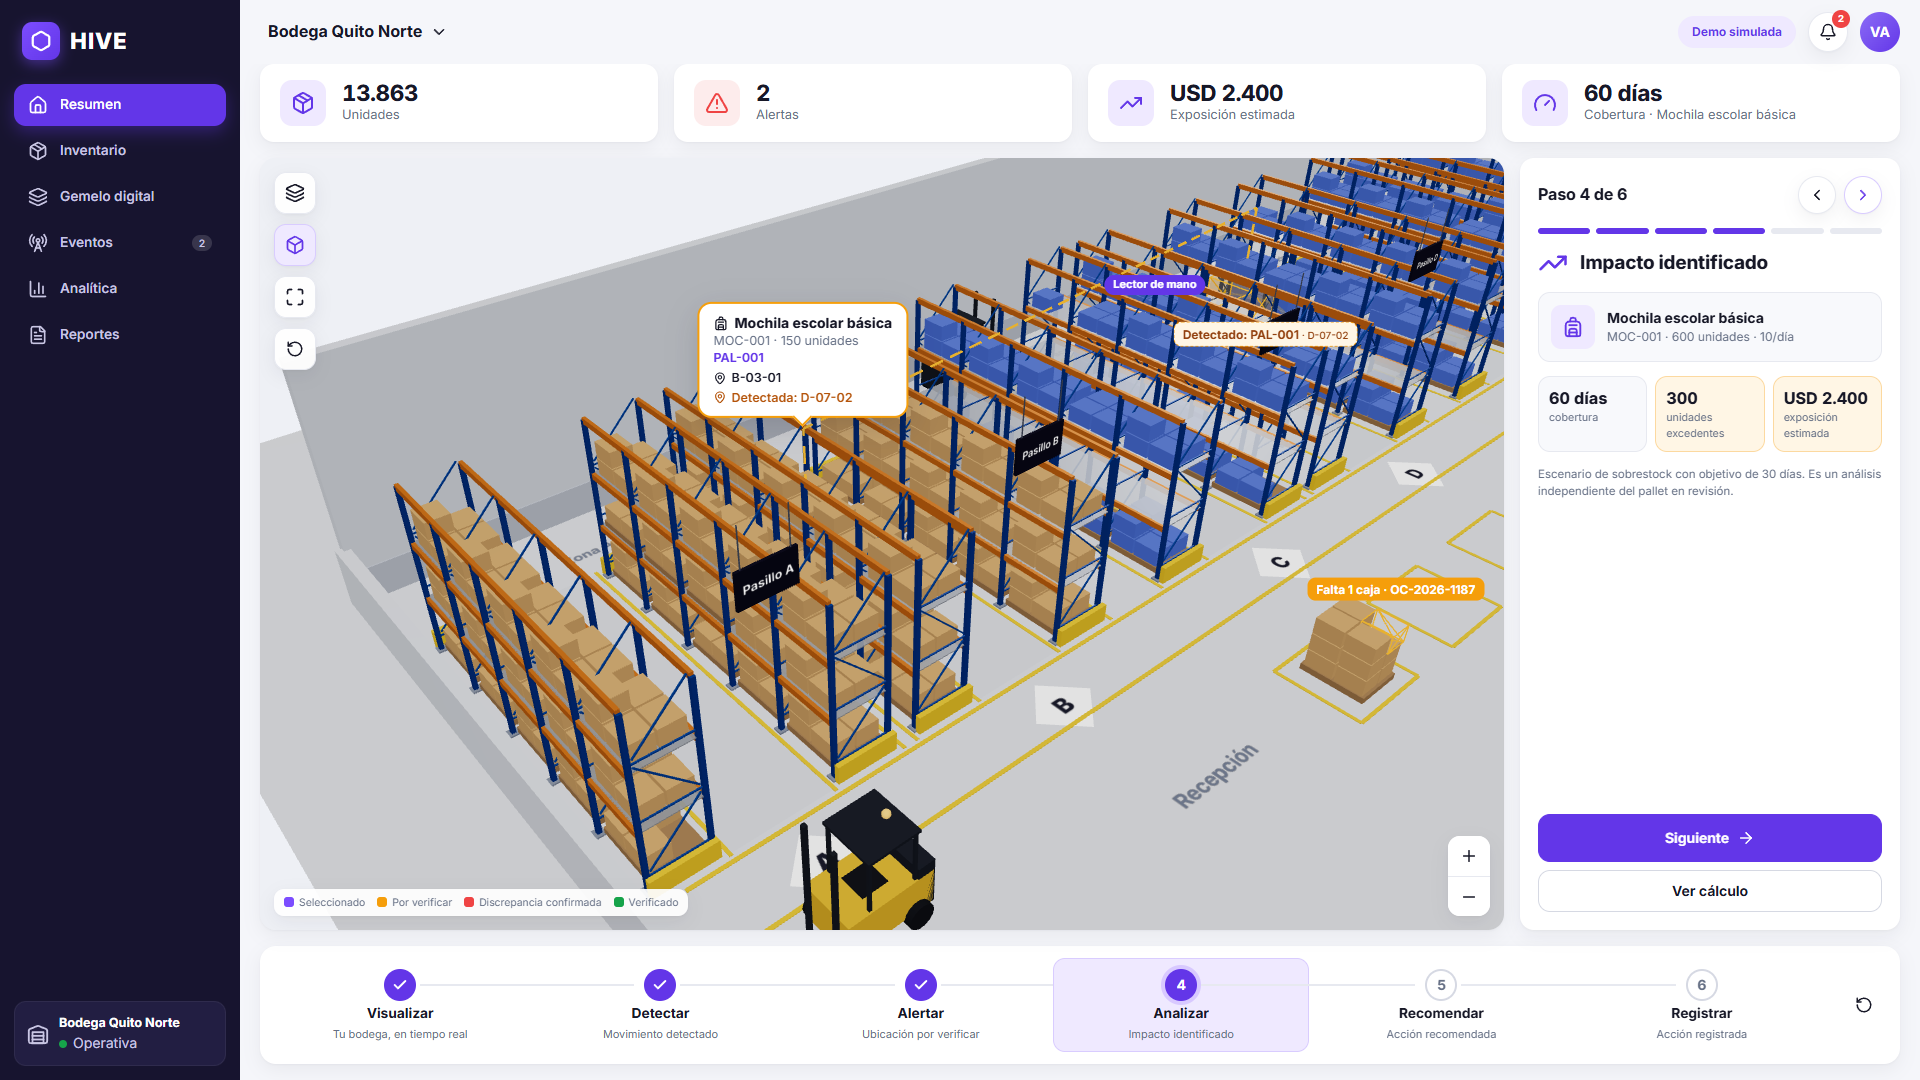 HIVE
Resumen
Inventario
Gemelo digital
Eventos
2
Analítica
Reportes
Bodega Quito Norte
Operativa
Bodega Quito Norte
Demo simulada
2
VA
13.863
Unidades
2
Alertas
USD 2.400
Exposición estimada
60 días
Cobertura · Mochila escolar básica
Mochila escolar básica
MOC-001 · 150 unidades
PAL-001
B-03-01
Detectada: D-07-02
Lector de mano
Detectado: PAL-001 · D-07-02
Pasillo D
Pasillo B
Pasillo A
D
C
B
Falta 1 caja · OC-2026-1187
Recepción
Seleccionado
Por verificar
Discrepancia confirmada
Verificado
Paso 4 de 6
Impacto identificado
Mochila escolar básica
MOC-001 · 600 unidades · 10/día
60 días
cobertura
300
unidades
excedentes
USD 2.400
exposición
estimada
Escenario de sobrestock con objetivo de 30 días. Es un análisis
independiente del pallet en revisión.
Siguiente
Ver cálculo
Visualizar
Tu bodega, en tiempo real
Detectar
Movimiento detectado
Alertar
Ubicación por verificar
4
Analizar
Impacto identificado
5
Recomendar
Acción recomendada
6
Registrar
Acción registrada